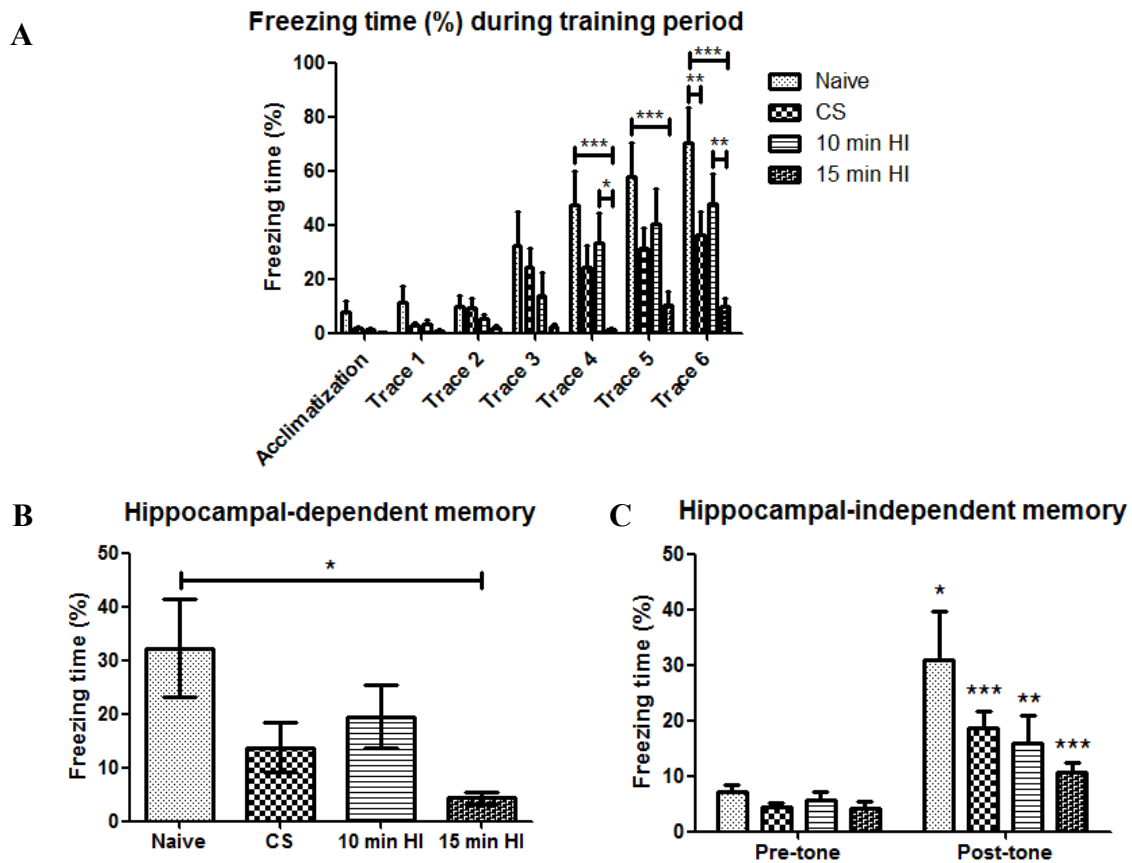 A
Freezing time (%) during training period
Freezing time (%)
100
80
60
40
20
0
***
*
***
***
**
**
Naive
CS
10 min HI
15 min HI
Acclimatization
Trace 1
Trace 2
Trace 3
Trace 4
Trace 5
Trace 6
B
Hippocampal-dependent memory
Freezing time (%)
50
40
30
20
10
0
*
Naive
CS
10 min HI
15 min HI
C
Hippocampal-independent memory
Freezing time (%)
50
40
30
20
10
0
*
***
**
***
Pre-tone
Post-tone